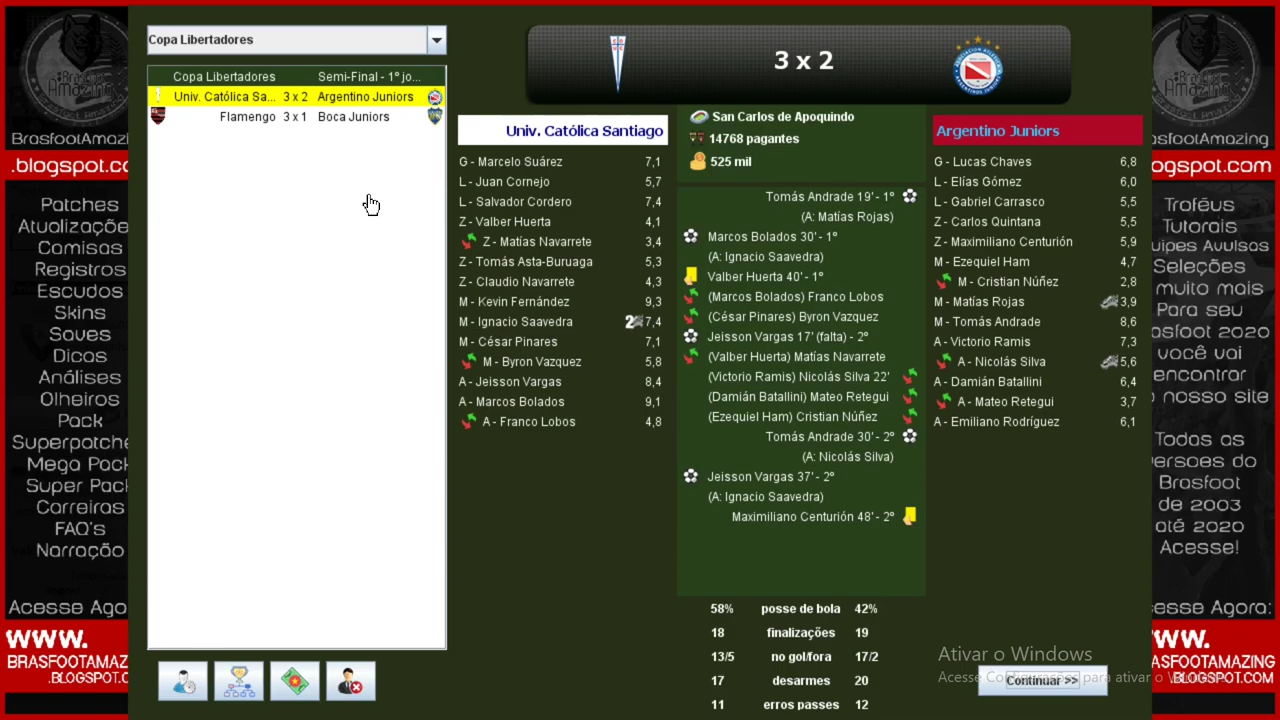 Copa Libertadores
Copa Libertadores Semi-Final - 1º jo...
Univ. Católica Sa... 3 x 2 Argentino Juniors
Flamengo 3 x 1 Boca Juniors
3 x 2
San Carlos de Apoquindo
14768 pagantes
525 mil
Univ. Católica Santiago
G - Marcelo Suárez 7,1
L - Juan Cornejo 5,7
L - Salvador Cordero 7,4
Z - Valber Huerta 4,1
Z - Matías Navarrete 3,4
Z - Tomás Asta-Buruaga 5,3
Z - Claudio Navarrete 4,3
M - Kevin Fernández 9,3
M - Ignacio Saavedra 2 7,4
M - César Pinares 7,1
M - Byron Vazquez 5,8
A - Jeisson Vargas 8,4
A - Marcos Bolados 9,1
A - Franco Lobos 4,8
Tomás Andrade 19' - 1º
(A: Matías Rojas)
Marcos Bolados 30' - 1º
(A: Ignacio Saavedra)
Valber Huerta 40' - 1º
(Marcos Bolados) Franco Lobos
(César Pinares) Byron Vazquez
Jeisson Vargas 17' (falta) - 2º
(Valber Huerta) Matías Navarrete
(Victorio Ramis) Nicolás Silva 22'
(Damián Batallini) Mateo Retegui
(Ezequiel Ham) Cristian Núñez
Tomás Andrade 30' - 2º
(A: Nicolás Silva)
Jeisson Vargas 37' - 2º
(A: Ignacio Saavedra)
Maximiliano Centurión 48' - 2º
58% posse de bola 42%
18 finalizações 19
13/5 no gol/fora 17/2
17 desarmes 20
11 erros passes 12
Argentino Juniors
G - Lucas Chaves 6,8
L - Elías Gómez 6,0
L - Gabriel Carrasco 5,5
Z - Carlos Quintana 5,5
Z - Maximiliano Centurión 5,9
M - Ezequiel Ham 4,7
M - Cristian Núñez 2,8
M - Matías Rojas 3,9
M - Tomás Andrade 8,6
A - Victorio Ramis 7,3
A - Nicolás Silva 5,6
A - Damián Batallini 6,4
A - Mateo Retegui 3,7
A - Emiliano Rodríguez 6,1
Ativar o Windows
Continuar >>
BrasfootAmazing
.blogspot.co
Patches
Atualizaçõe
Camisas
Registros
Escudos
Skins
Saves
Dicas
Análises
Olheiros
Pack
Superpatche
Mega Pack
Super Pack
Carreiras
FAQ's
Narração
Acesse Ago
WWW.
BRASFOOTAMAZ
.BLOGSPOT.C
asfootAmazing
ogspot.com
Troféus
Tutorais
uipes Avulsas
Seleções
muito mais
Para seu
asfoot 2020
você vai
encontrar
nosso site
Todas as
ersoes do
Brasfoot
de 2003
até 2020
Acesse!
esse Agora:
WW.
ASFOOTAMAZING
.BLOGSPOT.COM